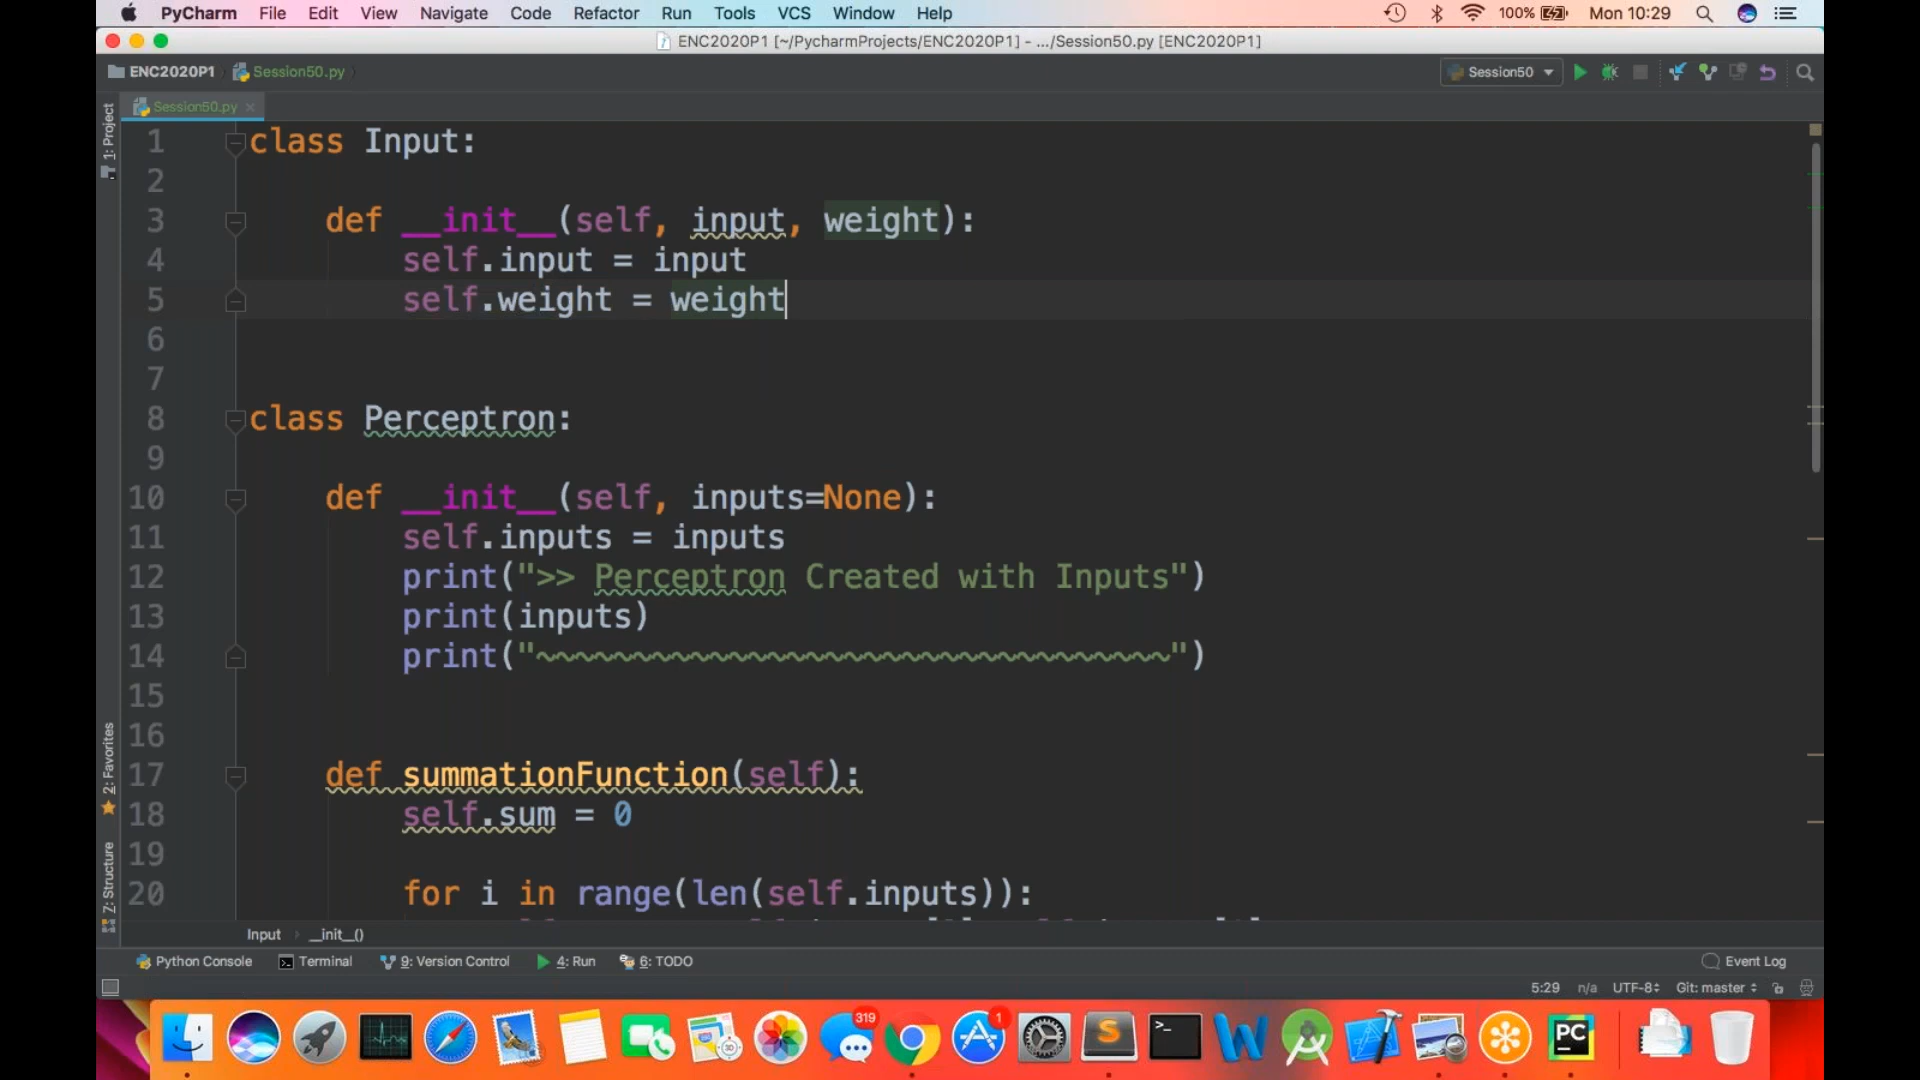 PyCharm File Edit View Navigate Code Refactor Run Tools VCS Window Help 100% Mon 10:29
ENC2020P1 [~/PycharmProjects/ENC2020P1] - .../Session50.py [ENC2020P1]
ENC2020P1 Session50.py Session50
1: Project
Session50.py
1 class Input:
2
3 def __init__(self, input, weight):
4 self.input = input
5 self.weight = weight
6
7
8 class Perceptron:
9
10 def __init__(self, inputs=None):
11 self.inputs = inputs
12 print(">> Perceptron Created with Inputs")
13 print(inputs)
14 print("~~~~~~~~~~~~~~~~~~~~~~~~~~~~~~~~~")
15
16
17 def summationFunction(self):
18 self.sum = 0
19
20 for i in range(len(self.inputs)):
2: Favorites
Z: Structure
Input __init__()
Python Console Terminal 9: Version Control 4: Run 6: TODO Event Log
5:29 n/a UTF-8 Git: master
319
1
PC